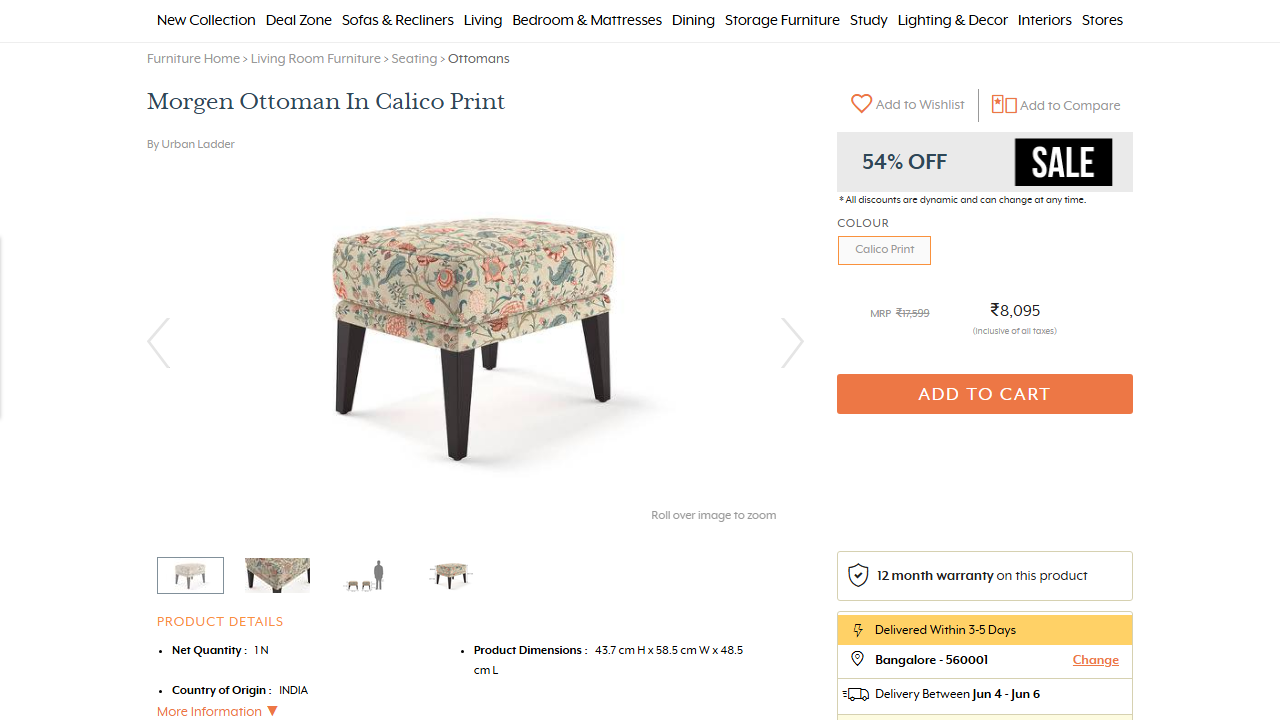 New Collection Deal Zone Sofas & Recliners Living Bedroom & Mattresses Dining Storage Furniture Study Lighting & Decor Interiors Stores
Furniture Home > Living Room Furniture > Seating > Ottomans
Morgen Ottoman In Calico Print
By Urban Ladder
Add to Wishlist
Add to Compare
54% OFF
SALE
* All discounts are dynamic and can change at any time.
COLOUR
Calico Print
MRP ₹17,599
₹8,095
(Inclusive of all taxes)
ADD TO CART
Roll over image to zoom
12 month warranty on this product
PRODUCT DETAILS
• Net Quantity : 1 N
• Product Dimensions : 43.7 cm H x 58.5 cm W x 48.5
cm L
• Country of Origin : INDIA
More Information ▼
Delivered Within 3-5 Days
Bangalore - 560001 Change
Delivery Between Jun 4 - Jun 6